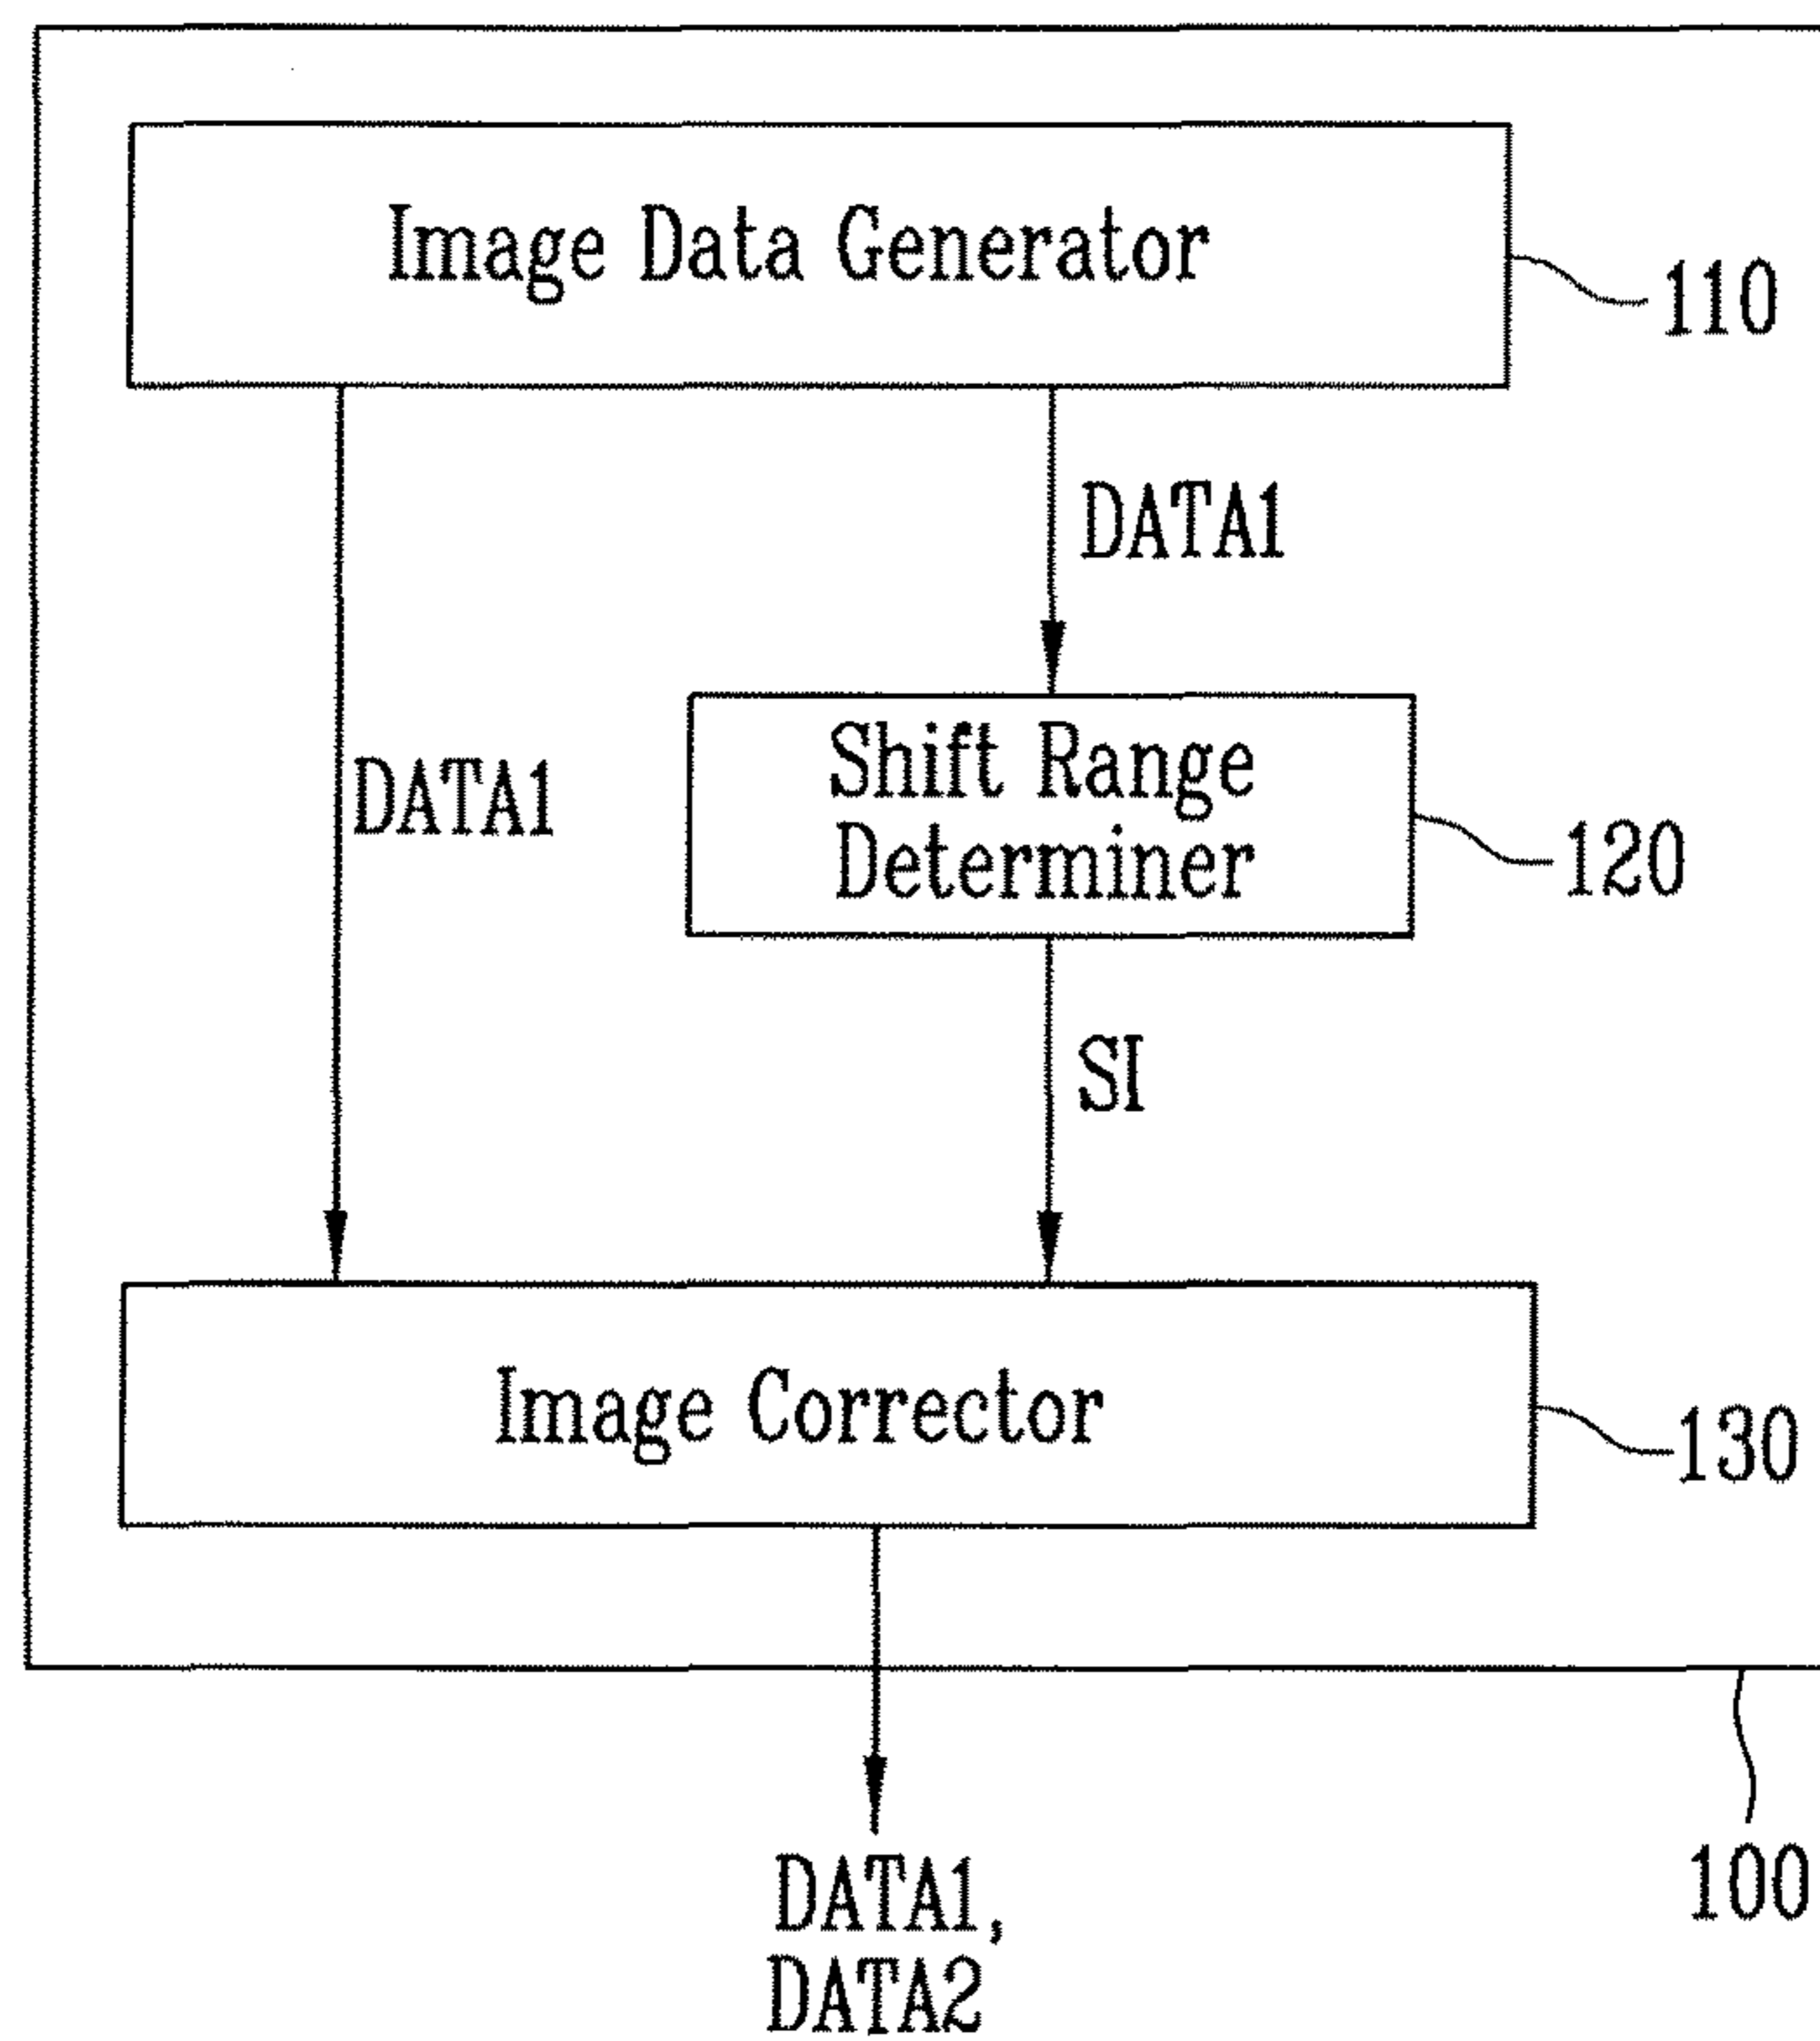 Image Data Generator
110
DATA1
DATA1
Shift Range
Determiner
120
SI
Image Corrector
130
100
DATA1,
DATA2